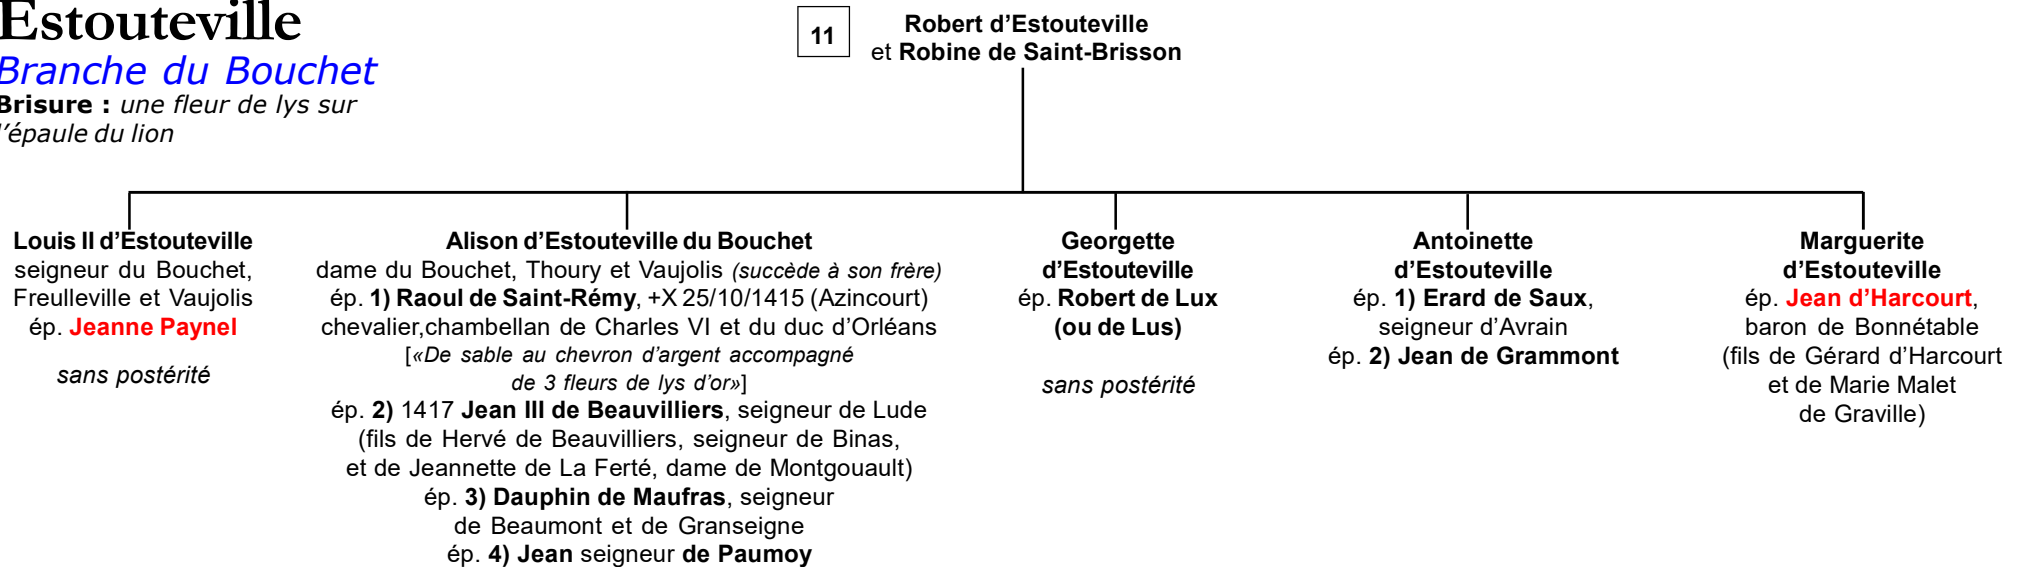 Estouteville
Branche du Bouchet
Brisure : une fleur de lys sur
l'épaule du lion
11
Robert d'Estouteville
et Robine de Saint-Brisson
Louis II d'Estouteville
seigneur du Bouchet,
Freulleville et Vaujolis
ép. Jeanne Paynel
sans postérité
Alison d'Estouteville du Bouchet
dame du Bouchet, Thoury et Vaujolis (succède à son frère)
ép. 1) Raoul de Saint-Rémy, +X 25/10/1415 (Azincourt)
chevalier,chambellan de Charles VI et du duc d'Orléans
[«De sable au chevron d'argent accompagné
de 3 fleurs de lys d'or»]
ép. 2) 1417 Jean III de Beauvilliers, seigneur de Lude
(fils de Hervé de Beauvilliers, seigneur de Binas,
et de Jeannette de La Ferté, dame de Montgouault)
ép. 3) Dauphin de Maufras, seigneur
de Beaumont et de Granseigne
ép. 4) Jean seigneur de Paumoy
Georgette
d'Estouteville
ép. Robert de Lux
(ou de Lus)
sans postérité
Antoinette
d'Estouteville
ép. 1) Erard de Saux,
seigneur d'Avrain
ép. 2) Jean de Grammont
Marguerite
d'Estouteville
ép. Jean d'Harcourt,
baron de Bonnétable
(fils de Gérard d'Harcourt
et de Marie Malet
de Graville)